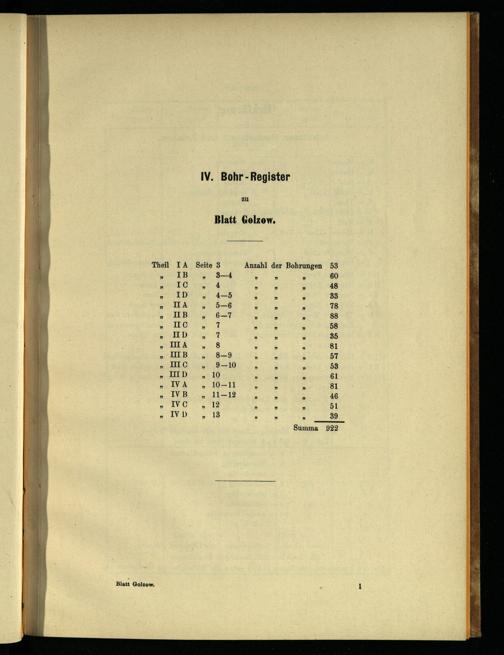 IV. Bohr-Register
zu
Blatt Golzow.
Theil I A Seite 3 Anzahl der Bohrungen 53
„ I B „ 3—4 „ „ „ 60
„ I C „ 4 „ „ „ 48
„ I D „ 4—5 „ „ „ 33
„ II A „ 5—6 „ „ „ 78
„ II B „ 6—7 „ „ „ 88
„ II C „ 7 „ „ „ 58
„ II D „ 7 „ „ „ 35
„ III A „ 8 „ „ „ 81
„ III B „ 8—9 „ „ „ 57
„ III C „ 9—10 „ „ „ 53
„ III D „ 10 „ „ „ 61
„ IV A „ 10—11 „ „ „ 81
„ IV B „ 11—12 „ „ „ 46
„ IV C „ 12 „ „ „ 51
„ IV D „ 13 „ „ „ 39
Summa 922
Blatt Golzow. 1